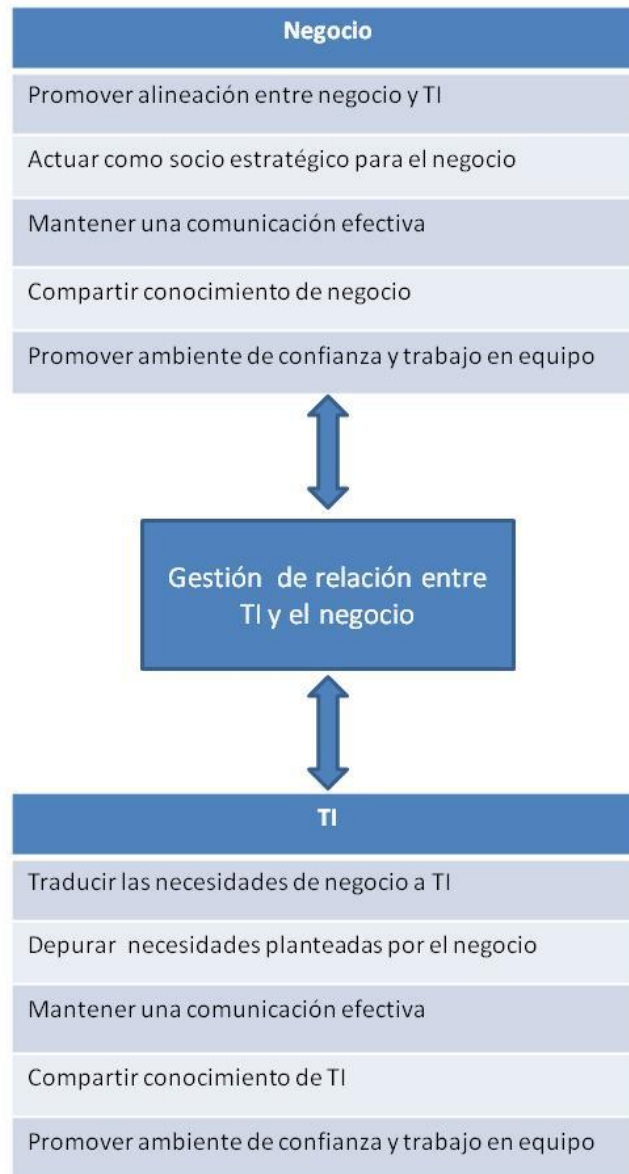 Negocio
Promover alineación entre negocio y TI
Actuar como socio estratégico para el negocio
Mantener una comunicación efectiva
Compartir conocimiento de negocio
Promover ambiente de confianza y trabajo en equipo
Gestión de relación entre
TI y el negocio
TI
Traducir las necesidades de negocio a TI
Depurar necesidades planteadas por el negocio
Mantener una comunicación efectiva
Compartir conocimiento de TI
Promover ambiente de confianza y trabajo en equipo